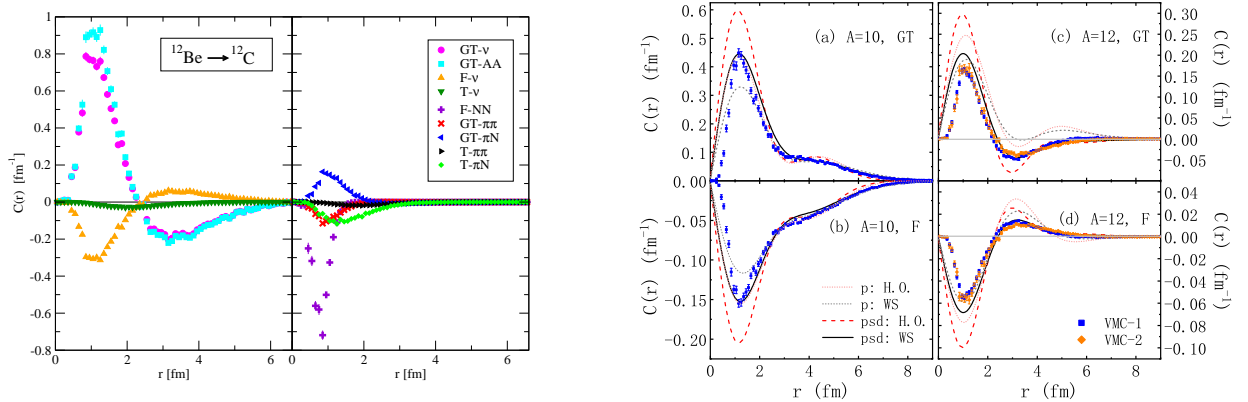 1
0.8
0.6
0.4
0.2
0
-0.2
-0.4
-0.6
-0.8
C(r) [fm⁻¹]
¹²Be → ¹²C
0 2 4 6
r [fm]
GT-ν
GT-AA
F-ν
T-ν
F-NN
GT-ππ
GT-πN
T-ππ
T-πN
0 2 4 6
r [fm]
0.6
0.5
0.4
0.3
0.2
0.1
0.00
-0.05
-0.10
-0.15
-0.20
C(r) (fm⁻¹)
C(r) (fm⁻¹)
(a) A=10, GT
(b) A=10, F
p: H.O.
p: WS
psd: H.O.
psd: WS
0 2 4 6 8
r (fm)
(c) A=12, GT
0.30
0.25
0.20
0.15
0.10
0.05
0.00
-0.05
C(r) (fm⁻¹)
(d) A=12, F
0.04
0.02
0.00
-0.02
-0.04
-0.06
-0.08
-0.10
C(r) (fm⁻¹)
VMC-1
VMC-2
0 2 4 6 8
r (fm)